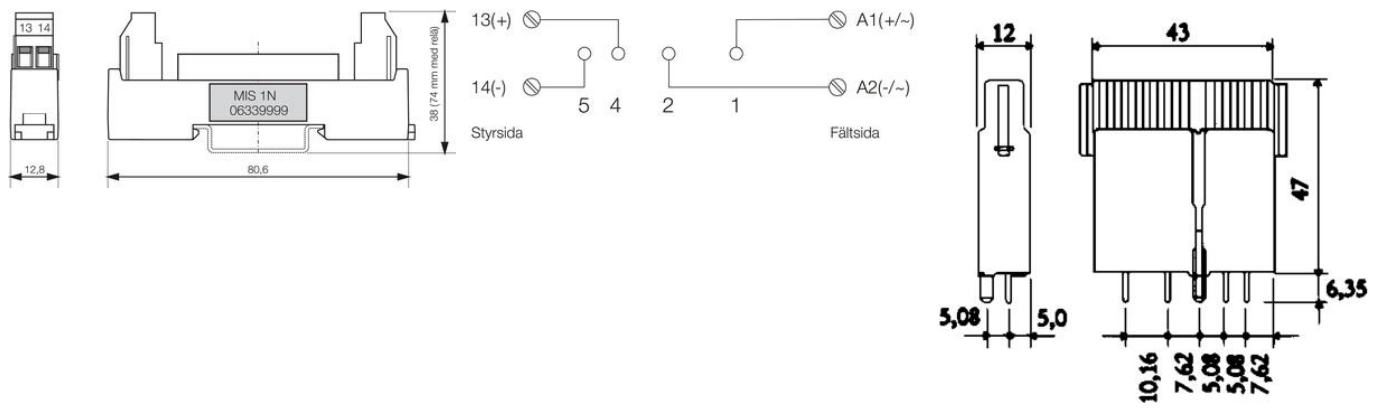 13 14
12,8
MIS 1N
06339999
80,6
38 (74 mm med relä)
13(+)
A1(+/~)
14(-)
5 4 2 1
A2(-/~)
Styrsida
Fältsida
12
5,08
5,0
43
47
6,35
10,16
7,62
5,08
5,08
7,62